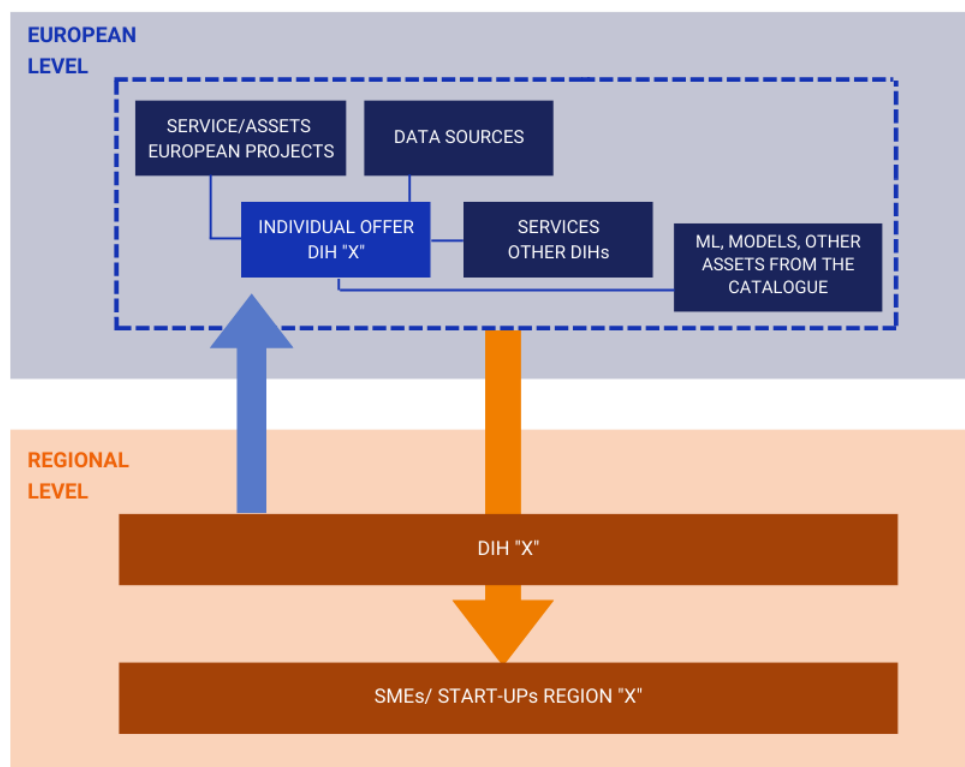 EUROPEAN
LEVEL
SERVICE/ASSETS
EUROPEAN PROJECTS
DATA SOURCES
INDIVIDUAL OFFER
DIH "X"
SERVICES
OTHER DIHs
ML, MODELS, OTHER
ASSETS FROM THE
CATALOGUE
REGIONAL
LEVEL
DIH "X"
SMEs/ START-UPs REGION "X"